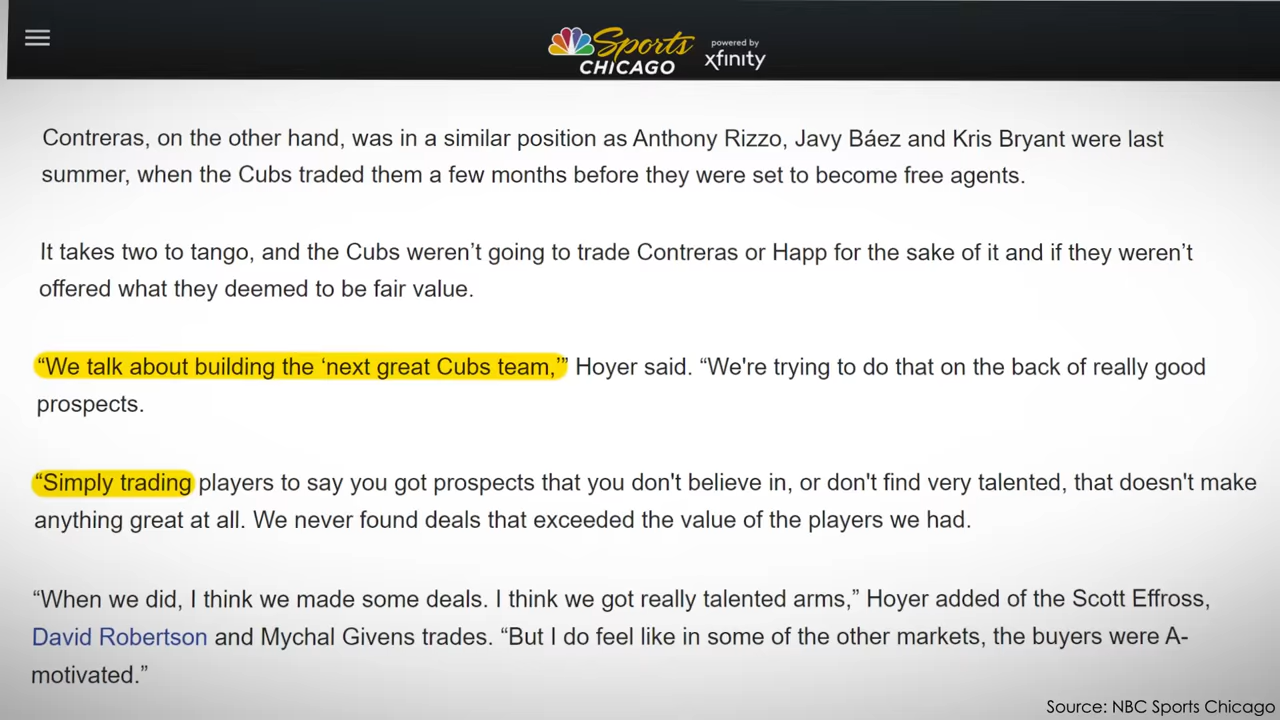 Sports
CHICAGO
powered by
xfinity
Contreras, on the other hand, was in a similar position as Anthony Rizzo, Javy Báez and Kris Bryant were last
summer, when the Cubs traded them a few months before they were set to become free agents.
It takes two to tango, and the Cubs weren’t going to trade Contreras or Happ for the sake of it and if they weren’t
offered what they deemed to be fair value.
“We talk about building the ‘next great Cubs team,’” Hoyer said. “We're trying to do that on the back of really good
prospects.
“Simply trading players to say you got prospects that you don't believe in, or don't find very talented, that doesn't make
anything great at all. We never found deals that exceeded the value of the players we had.
“When we did, I think we made some deals. I think we got really talented arms,” Hoyer added of the Scott Effross,
David Robertson and Mychal Givens trades. “But I do feel like in some of the other markets, the buyers were A-
motivated.”
Source: NBC Sports Chicago